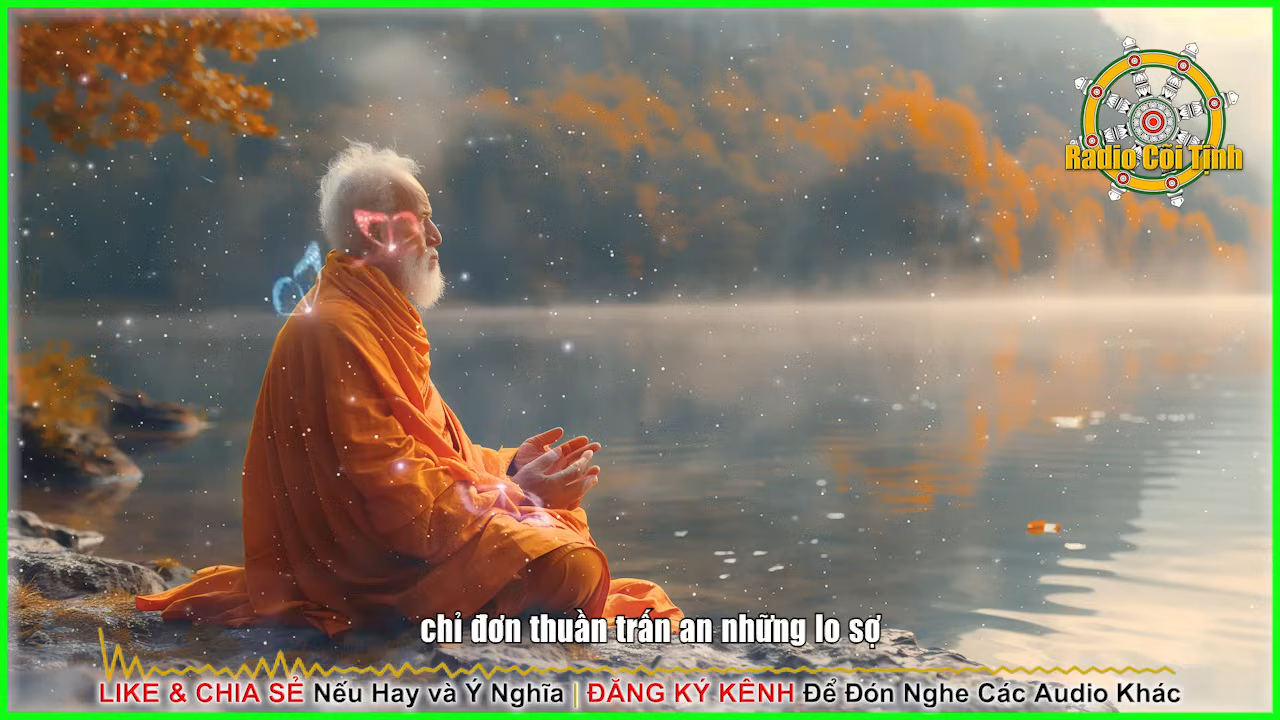 Radio Cõi Tịnh
chỉ đơn thuần trấn an những lo sợ
LIKE & CHIA SẺ Nếu Hay và Ý Nghĩa | ĐĂNG KÝ KÊNH Để Đón Nghe Các Audio Khác